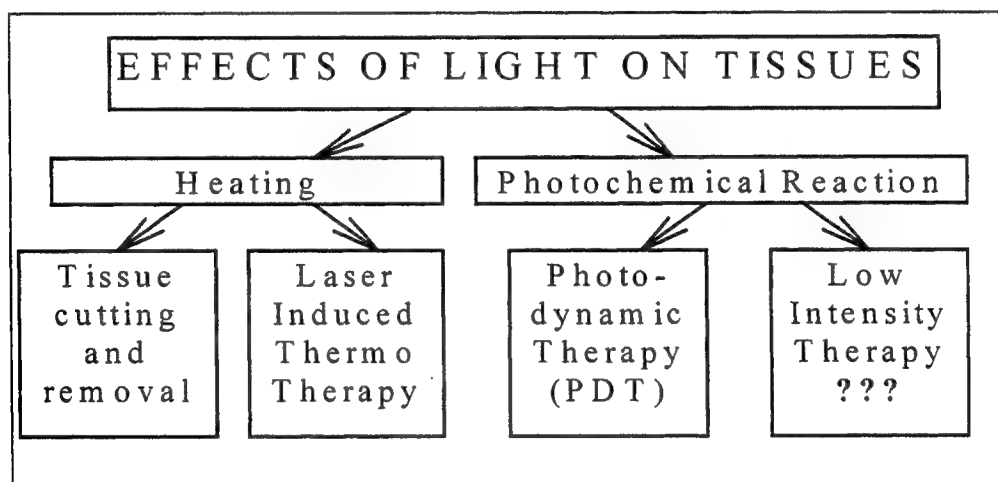 EFFECTS OF LIGHT ON TISSUES
Heating
Photochemical Reaction
Tissue
cutting
and
removal
Laser
Induced
Thermo
Therapy
Photo-
dynamic
Therapy
(PDT)
Low
Intensity
Therapy
???